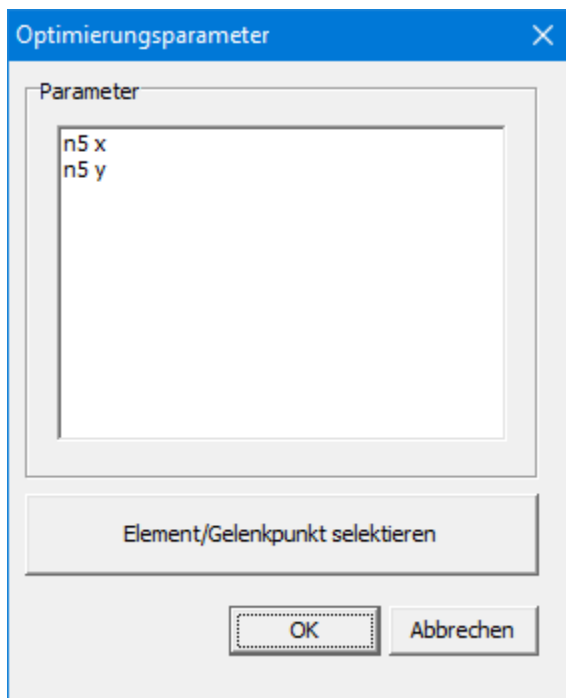 Optimierungsparameter
Parameter
n5 x
n5 y
Element/Gelenkpunkt selektieren
OK
Abbrechen